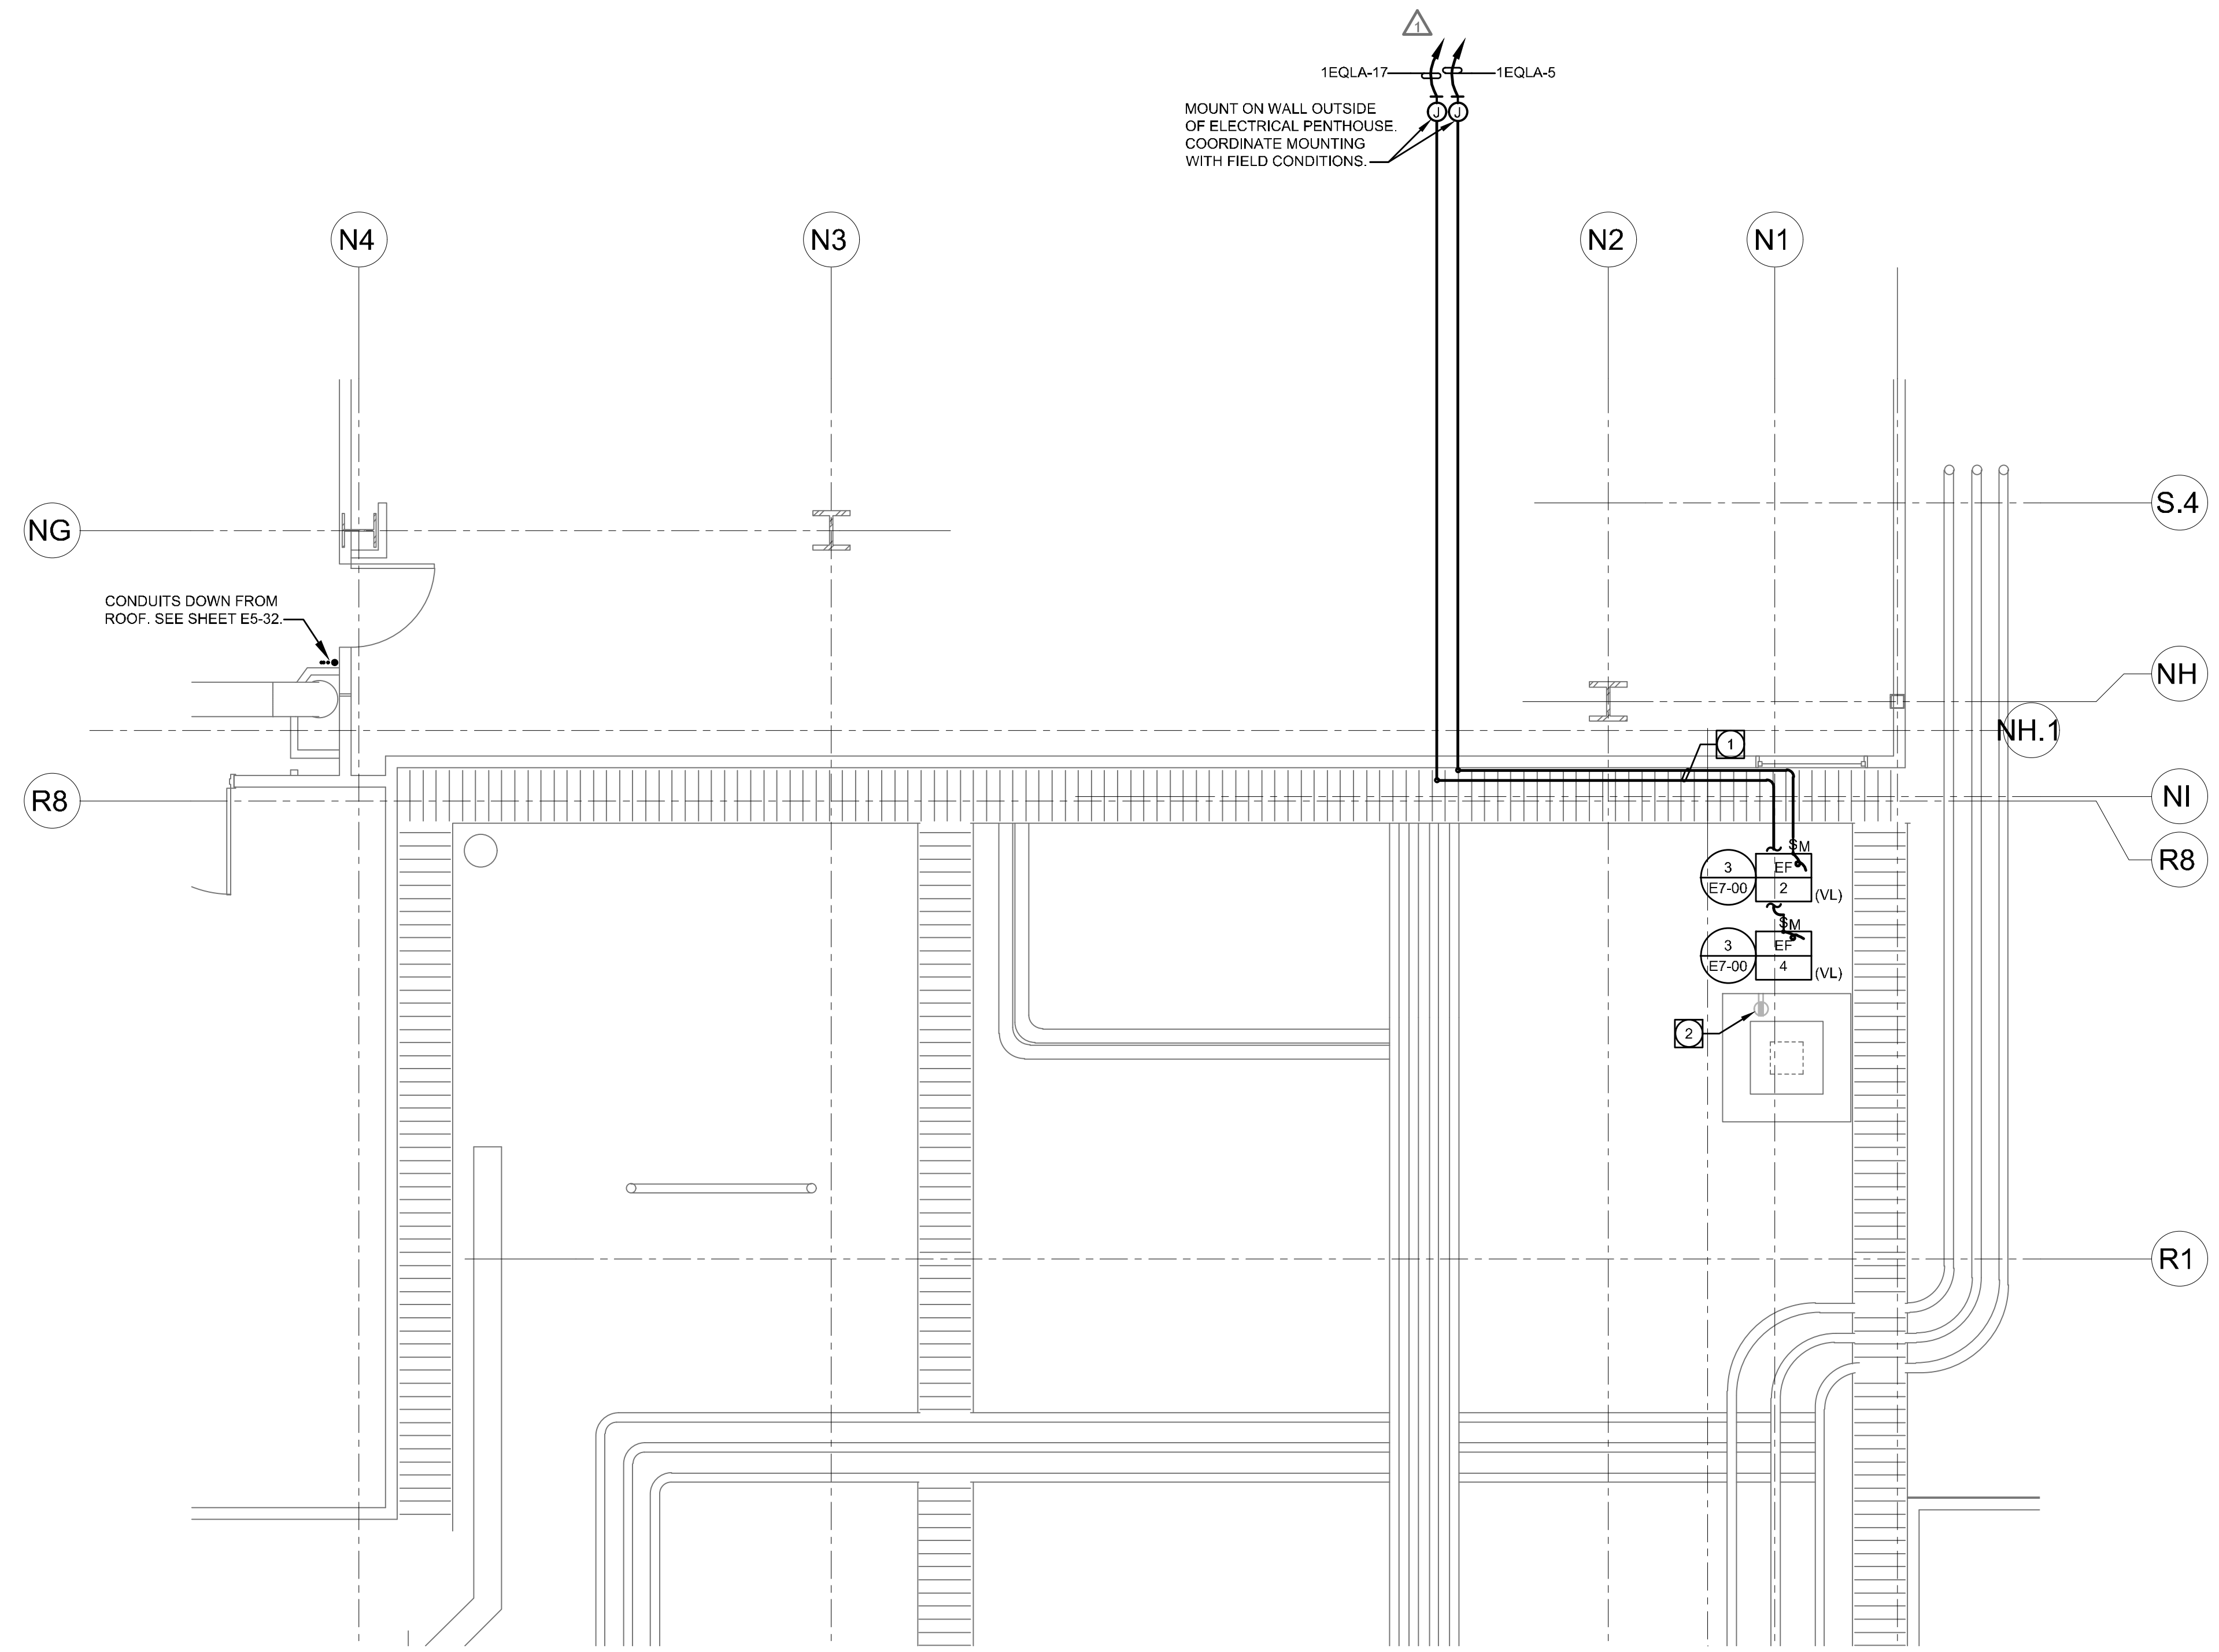 1
1EQLA-17
1EQLA-5
MOUNT ON WALL OUTSIDE
OF ELECTRICAL PENTHOUSE.
COORDINATE MOUNTING
WITH FIELD CONDITIONS.
J
J
N4
N3
N2
N1
NG
S.4
CONDUITS DOWN FROM
ROOF. SEE SHEET E5-32.
NH
NH.1
1
R8
NI
R8
SM
3
E7-00
EF
2
(VL)
SM
3
E7-00
EF
4
(VL)
2
R1